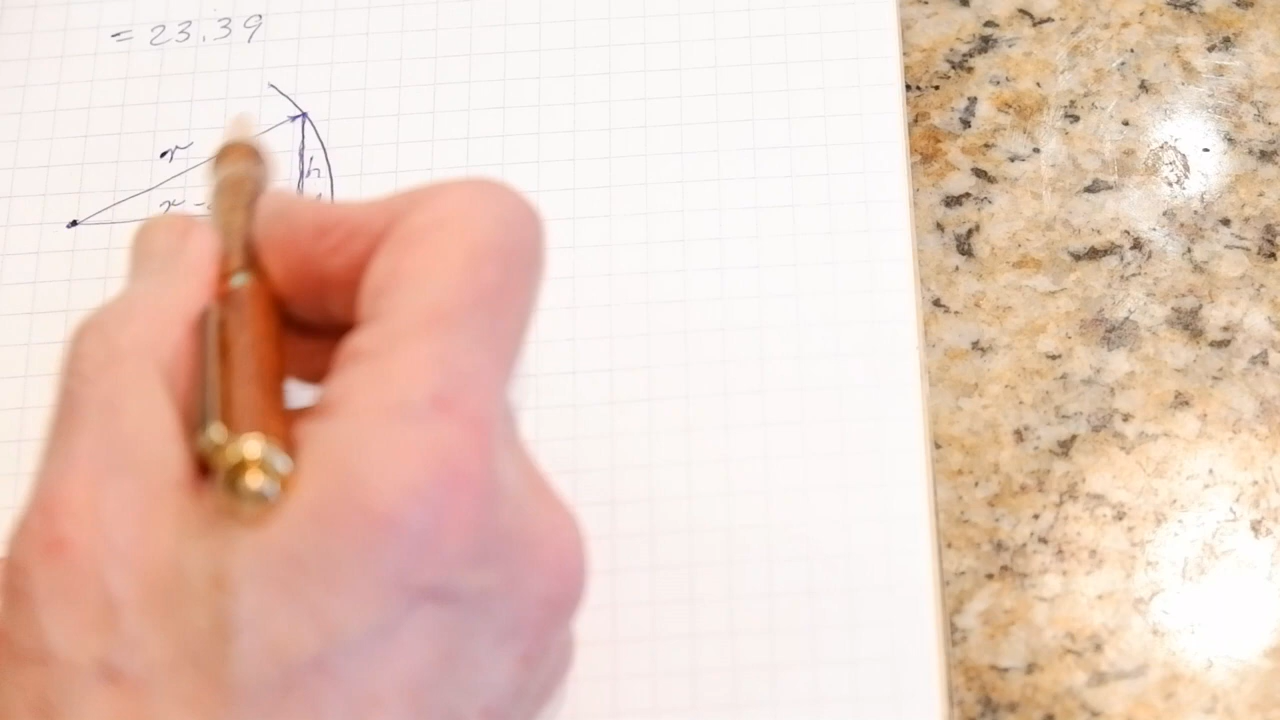 = 23.39
r
h
r -